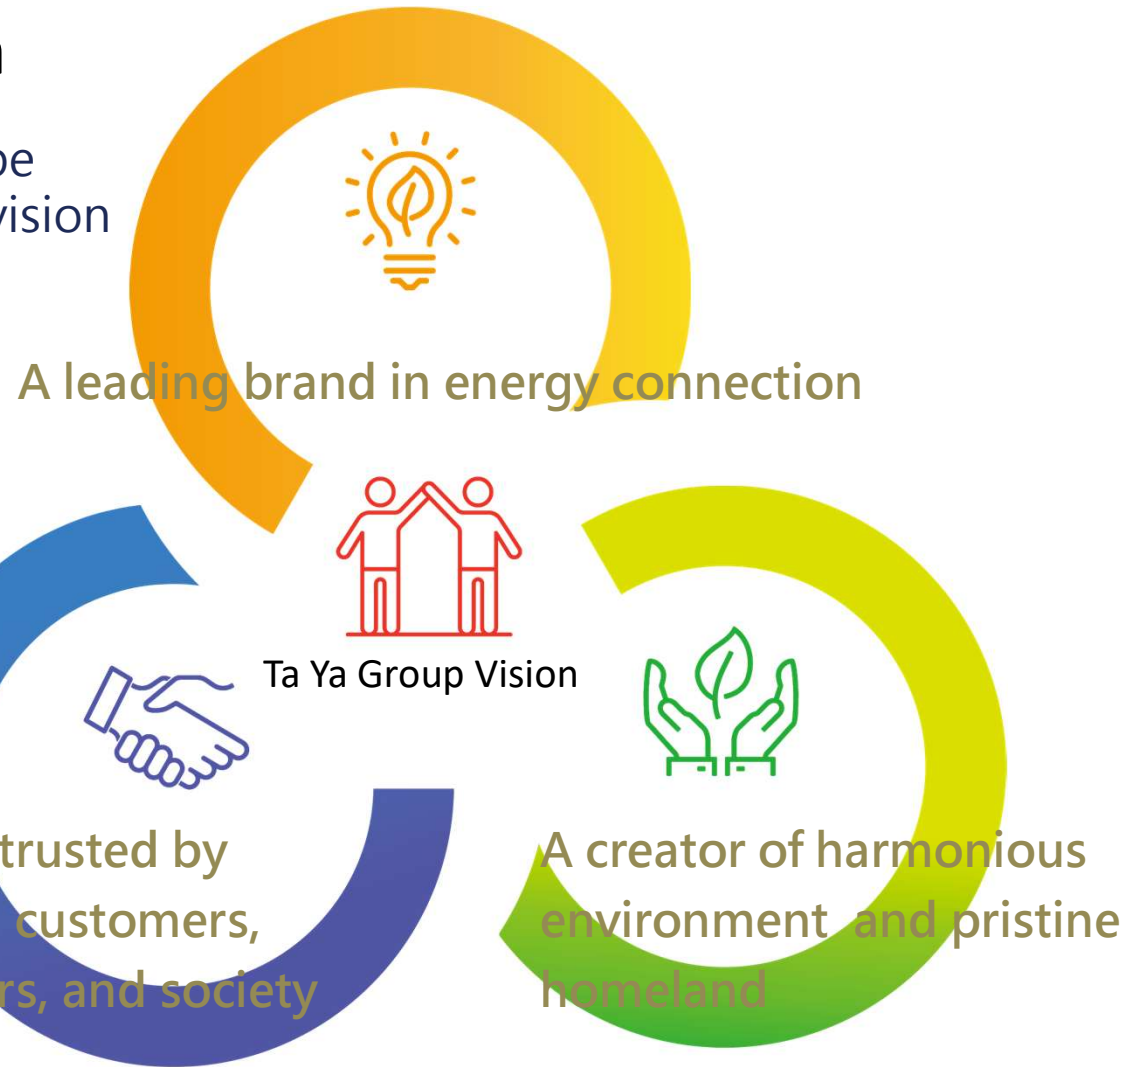 vision
A leading brand in energy connection
Ta Ya Group Vision
trusted by
customers,
and society
A creator of harmonious
environment and pristine
homeland